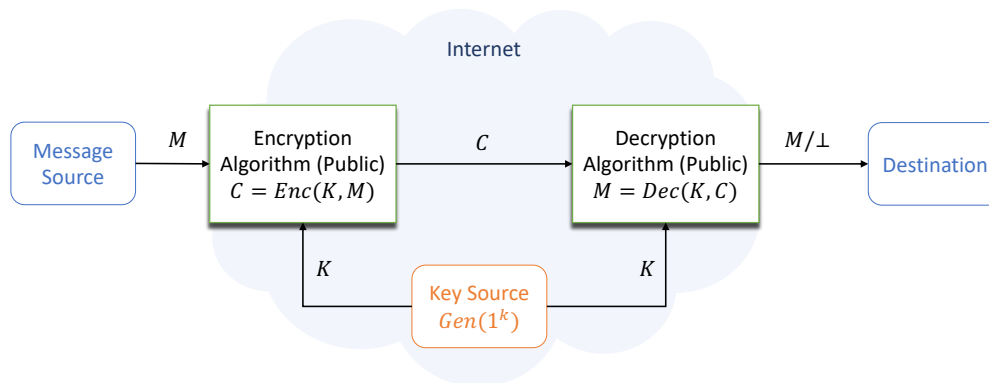 Internet
Message
Source
M
Encryption
Algorithm (Public)
C = Enc(K, M)
C
Decryption
Algorithm (Public)
M = Dec(K, C)
M/⊥
Destination
K
Key Source
Gen(1^k)
K